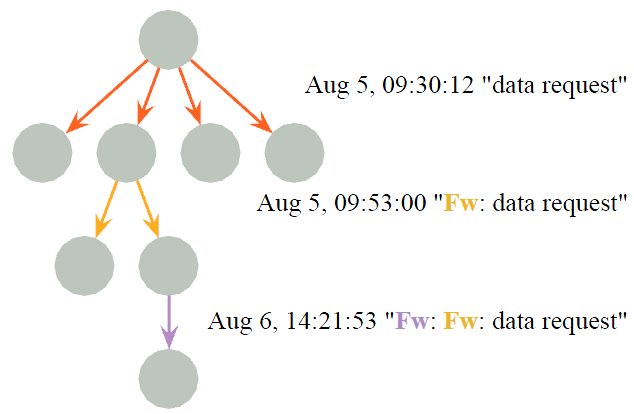 Aug 5, 09:30:12 "data request"
Aug 5, 09:53:00 "Fw: data request"
Aug 6, 14:21:53 "Fw: Fw: data request"